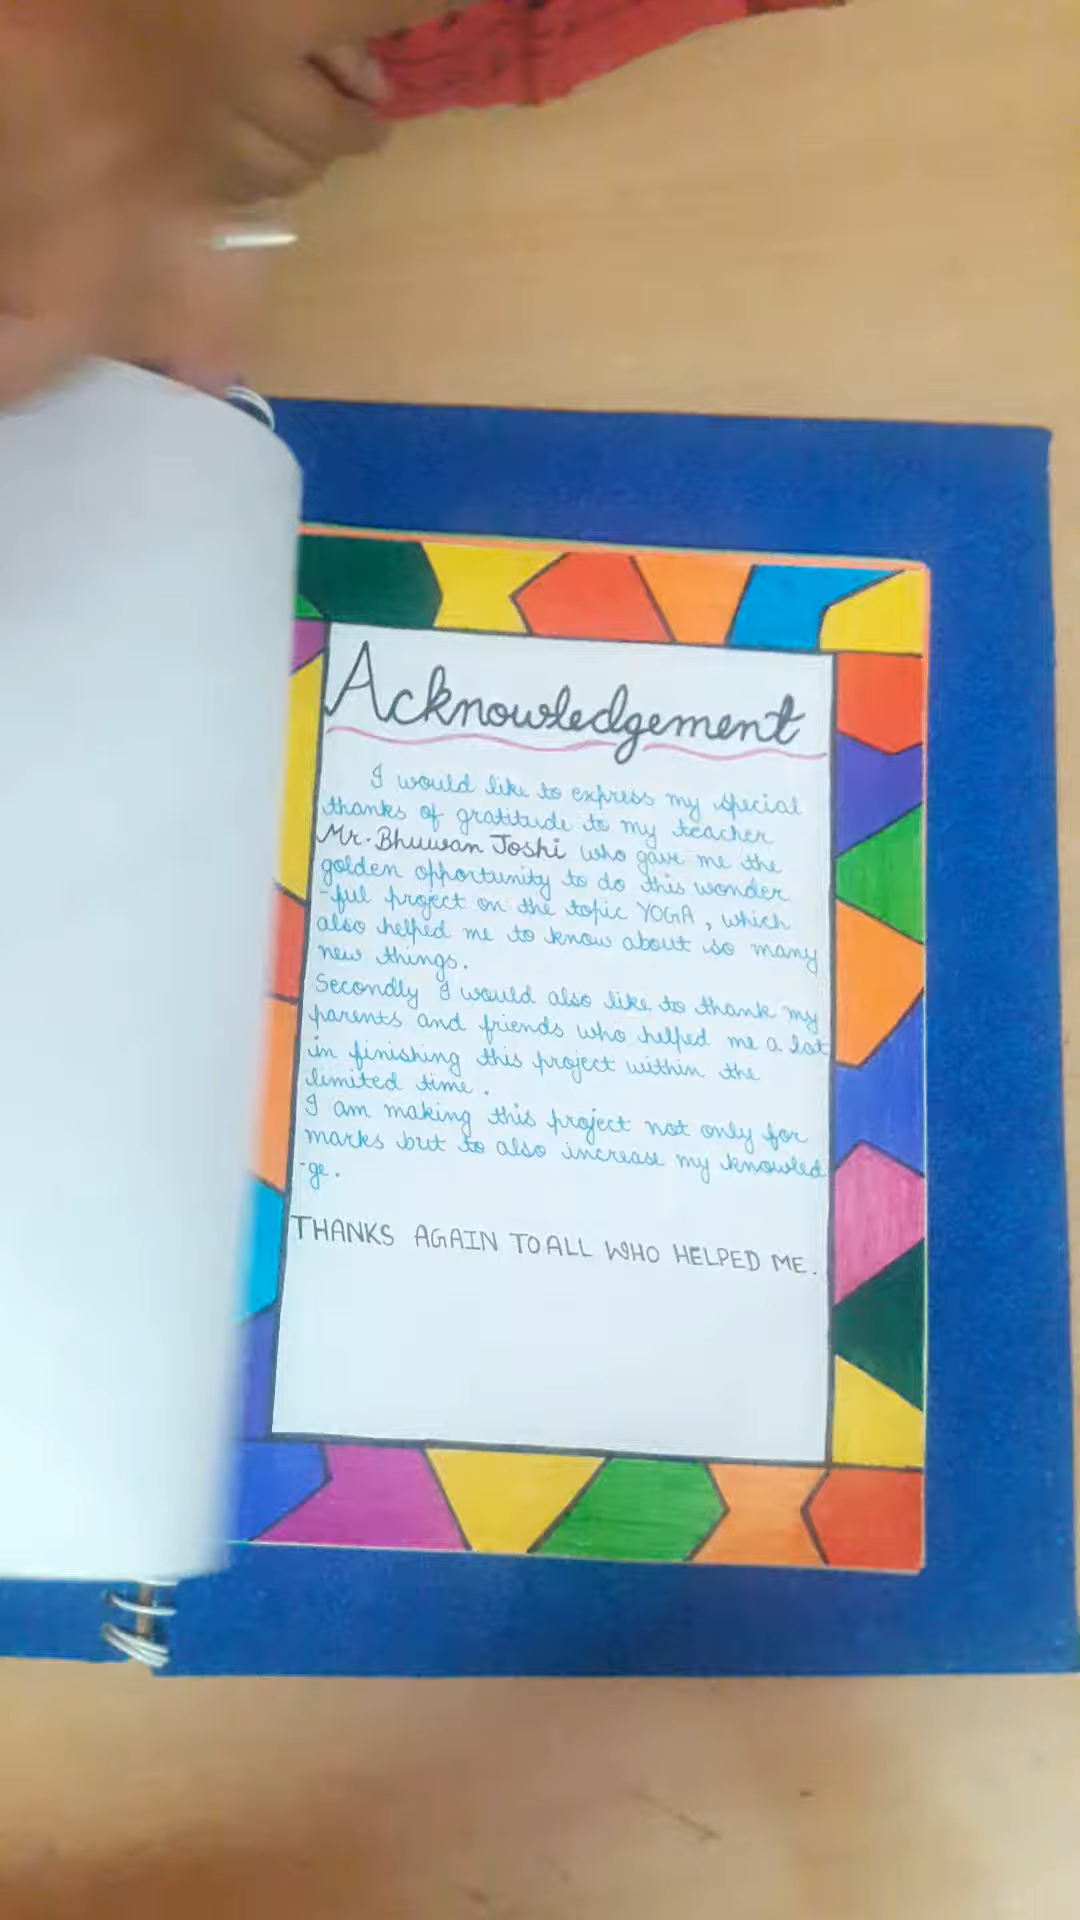 Acknowledgement
I would like to express my special
thanks of gratitude to my teacher
Mr. Bhuwan Joshi who gave me the
golden opportunity to do this wonder
-ful project on the topic YOGA, which
also helped me to know about so many
new things.
Secondly I would also like to thank my
parents and friends who helped me a lot
in finishing this project within the
limited time.
I am making this project not only for
marks but to also increase my knowled
-ge.
THANKS AGAIN TO ALL WHO HELPED ME.